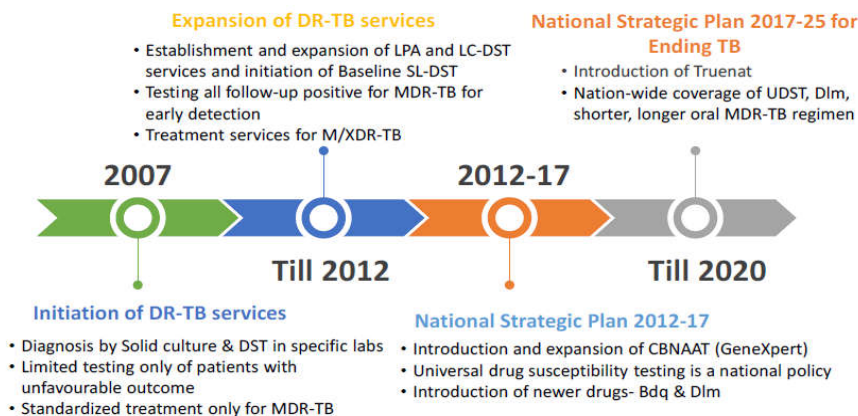 Expansion of DR-TB services
• Establishment and expansion of LPA and LC-DST
services and initiation of Baseline SL-DST
• Testing all follow-up positive for MDR-TB for
early detection
• Treatment services for M/XDR-TB
National Strategic Plan 2017-25 for
Ending TB
• Introduction of Truenat
• Nation-wide coverage of UDST, Dlm,
shorter, longer oral MDR-TB regimen
2007
2012-17
Till 2012
Till 2020
Initiation of DR-TB services
• Diagnosis by Solid culture & DST in specific labs
• Limited testing only of patients with
unfavourable outcome
• Standardized treatment only for MDR-TB
National Strategic Plan 2012-17
• Introduction and expansion of CBNAAT (GeneXpert)
• Universal drug susceptibility testing is a national policy
• Introduction of newer drugs- Bdq & Dlm